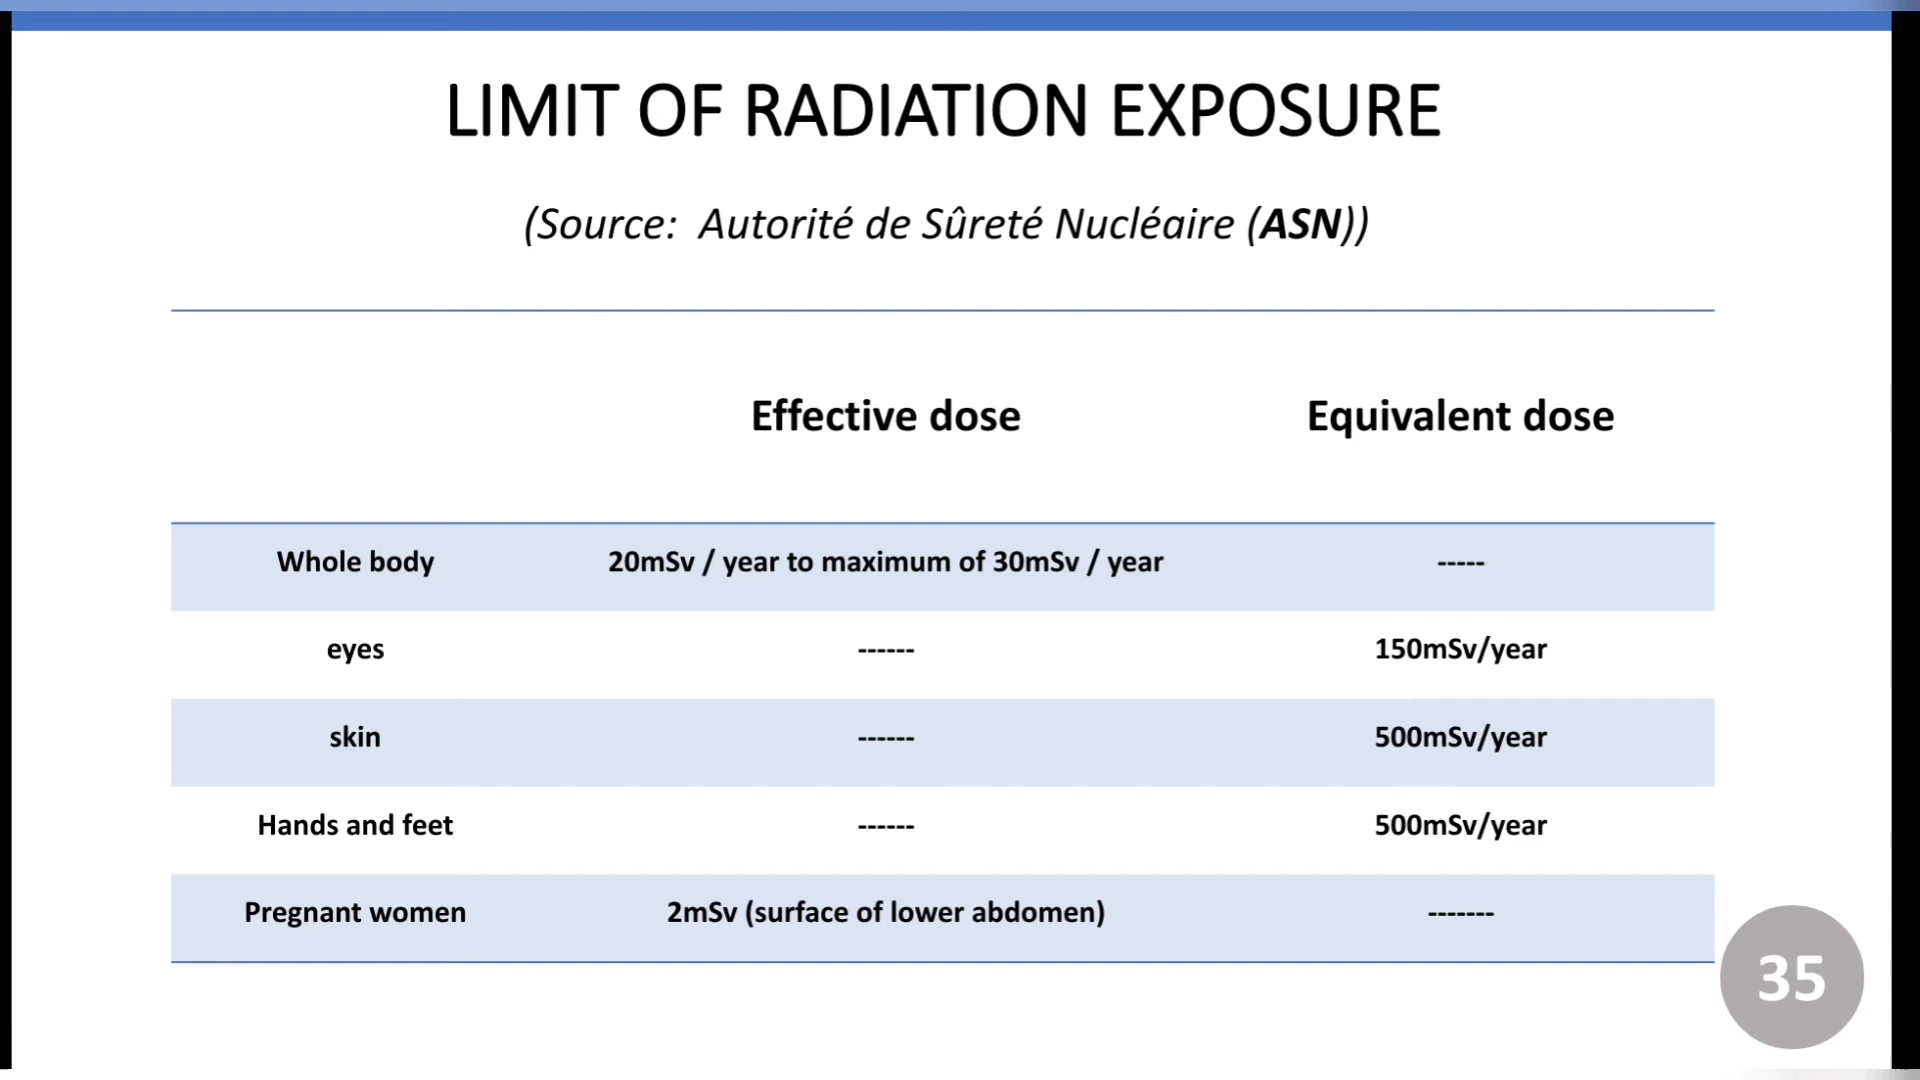 LIMIT OF RADIATION EXPOSURE
(Source: Autorité de Sûreté Nucléaire (ASN))
Effective dose Equivalent dose
Whole body 20mSv / year to maximum of 30mSv / year -----
eyes ------ 150mSv/year
skin ------ 500mSv/year
Hands and feet ------ 500mSv/year
Pregnant women 2mSv (surface of lower abdomen) -------
35